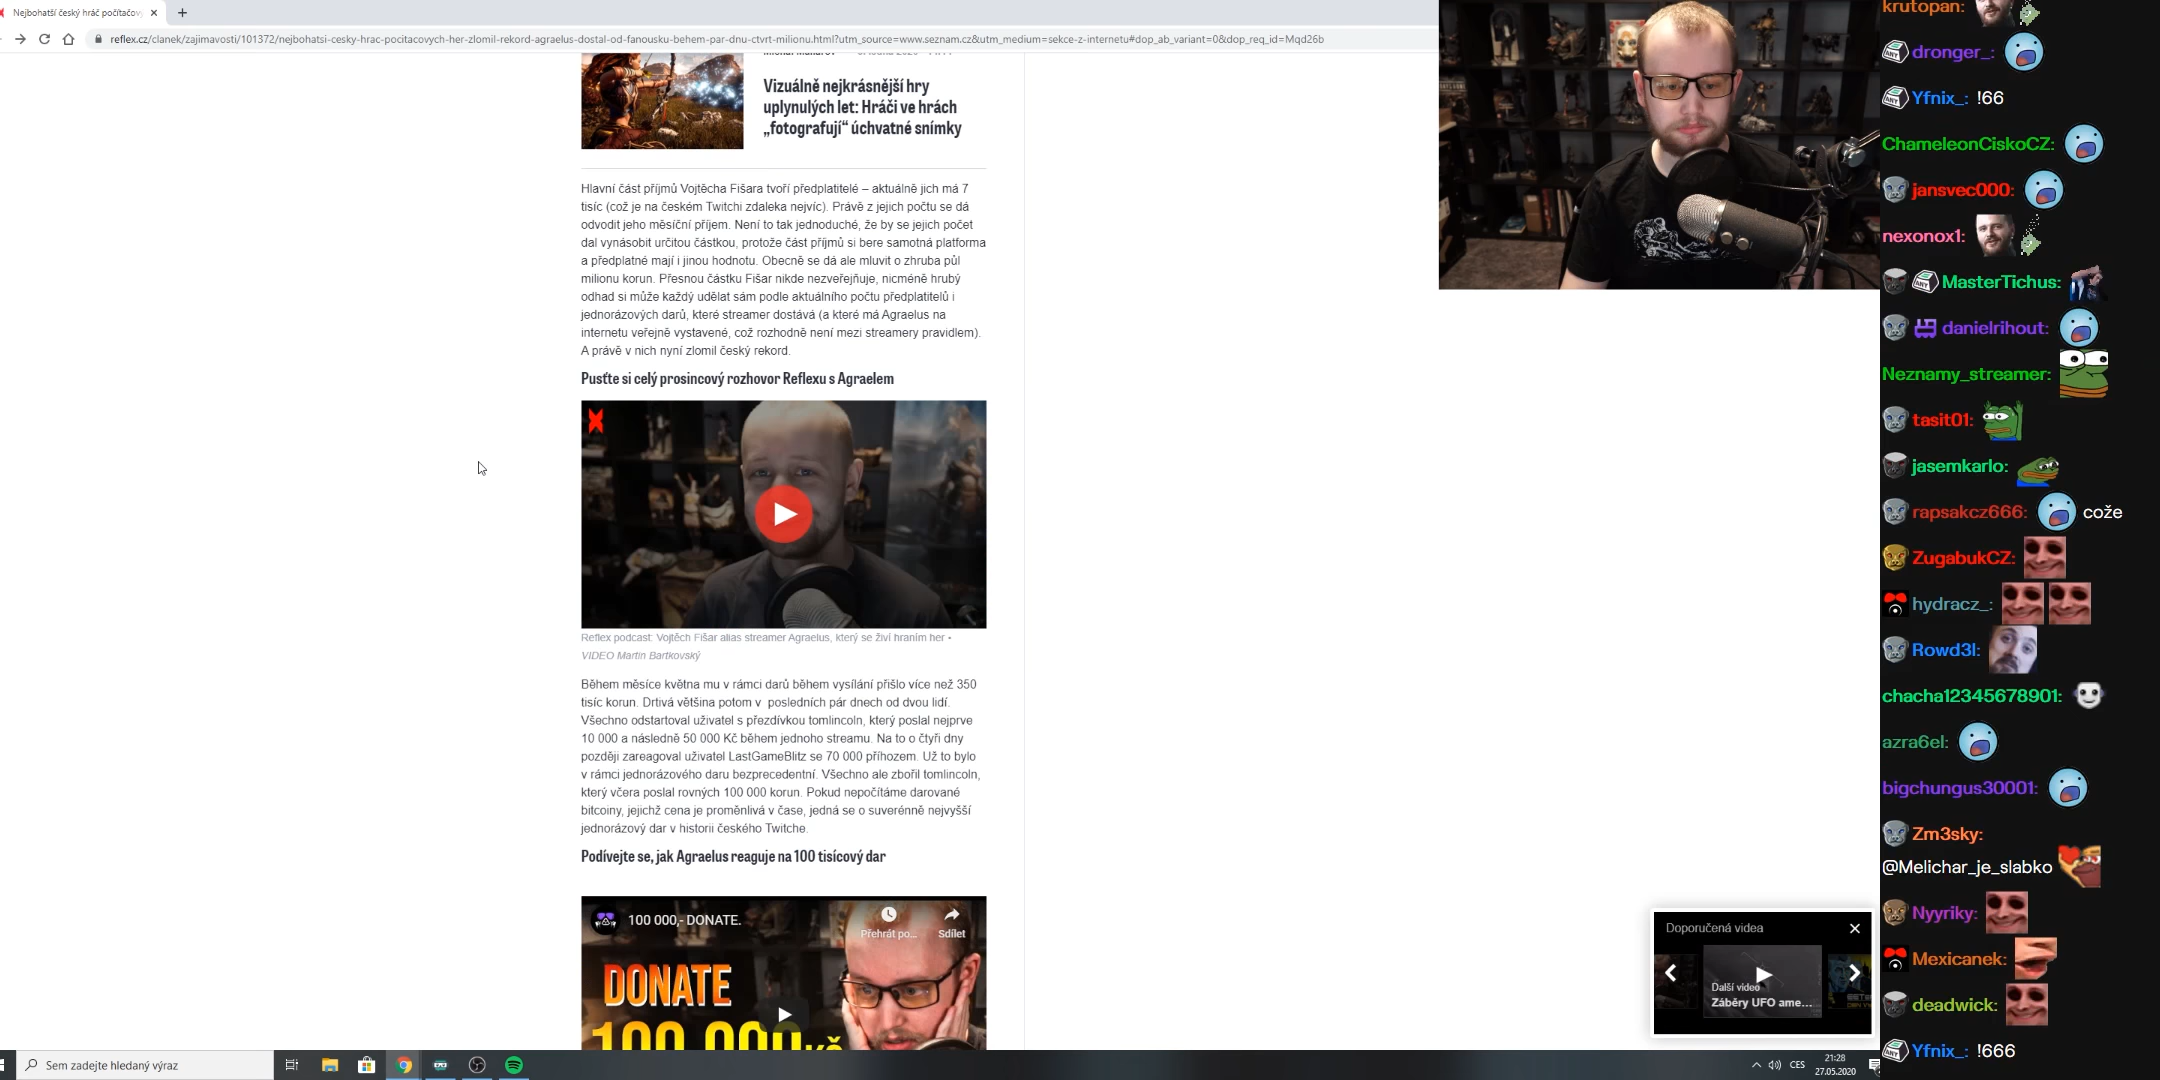 Nejbohatší český hráč počítačov
reflex.cz/clanek/zajimavosti/101372/nejbohatsi-cesky-hrac-pocitacovych-her-zlomil-rekord-agraelus-dostal-od-fanousku-behem-par-dnu-ctvrt-milionu.html?utm_source=www.seznam.cz&utm_medium=sekce-z-internetu#dop_ab_variant=0&dop_req_id=Mqd26b
Vizuálně nejkrásnější hry
uplynulých let: Hráči ve hrách
„fotografují“ úchvatné snímky
Hlavní část příjmů Vojtěcha Fišara tvoří předplatitelé – aktuálně jich má 7
tisíc (což je na českém Twitchi zdaleka nejvíc). Právě z jejich počtu se dá
odvodit jeho měsíční příjem. Není to tak jednoduché, že by se jejich počet
dal vynásobit určitou částkou, protože část příjmů si bere samotná platforma
a předplatné mají i jinou hodnotu. Obecně se dá ale mluvit o zhruba půl
milionu korun. Přesnou částku Fišar nikde nezveřejňuje, nicméně hrubý
odhad si může každý udělat sám podle aktuálního počtu předplatitelů i
jednorázových darů, které streamer dostává (a které má Agraelus na
internetu veřejně vystavené, což rozhodně není mezi streamery pravidlem).
A právě v nich nyní zlomil český rekord.
Pusťte si celý prosincový rozhovor Reflexu s Agraelem
Reflex podcast: Vojtěch Fišar alias streamer Agraelus, který se živí hraním her •
VIDEO Martin Bartkovský
Během měsíce května mu v rámci darů během vysílání přišlo více než 350
tisíc korun. Drtivá většina potom v posledních pár dnech od dvou lidí.
Všechno odstartoval uživatel s přezdívkou tomlincoln, který poslal nejprve
10 000 a následně 50 000 Kč během jednoho streamu. Na to o čtyři dny
později zareagoval uživatel LastGameBlitz se 70 000 příhozem. Už to bylo
v rámci jednorázového daru bezprecedentní. Všechno ale zbořil tomlincoln,
který včera poslal rovných 100 000 korun. Pokud nepočítáme darované
bitcoiny, jejichž cena je proměnlivá v čase, jedná se o suverénně nejvyšší
jednorázový dar v historii českého Twitche.
Podívejte se, jak Agraelus reaguje na 100 tisícový dar
100 000,- DONATE.
Přehrát po...
Sdílet
DONATE
100 000 Kč
Doporučená videa
Další video
Záběry UFO ame...
Sem zadejte hledaný výraz
CES
21:28
27.05.2020
krutopan:
dronger_:
Yfnix_: !66
ChameleonCiskoCZ:
jansvec000:
nexonox1:
MasterTichus:
danielrihout:
Neznamy_streamer:
tasit01:
jasemkarlo:
rapsakcz666: cože
ZugabukCZ:
hydracz_:
Rowd3l:
chacha12345678901:
azra6el:
bigchungus30001:
Zm3sky:
@Melichar_je_slabko
Nyyriky:
Mexicanek:
deadwick:
Yfnix_: !666